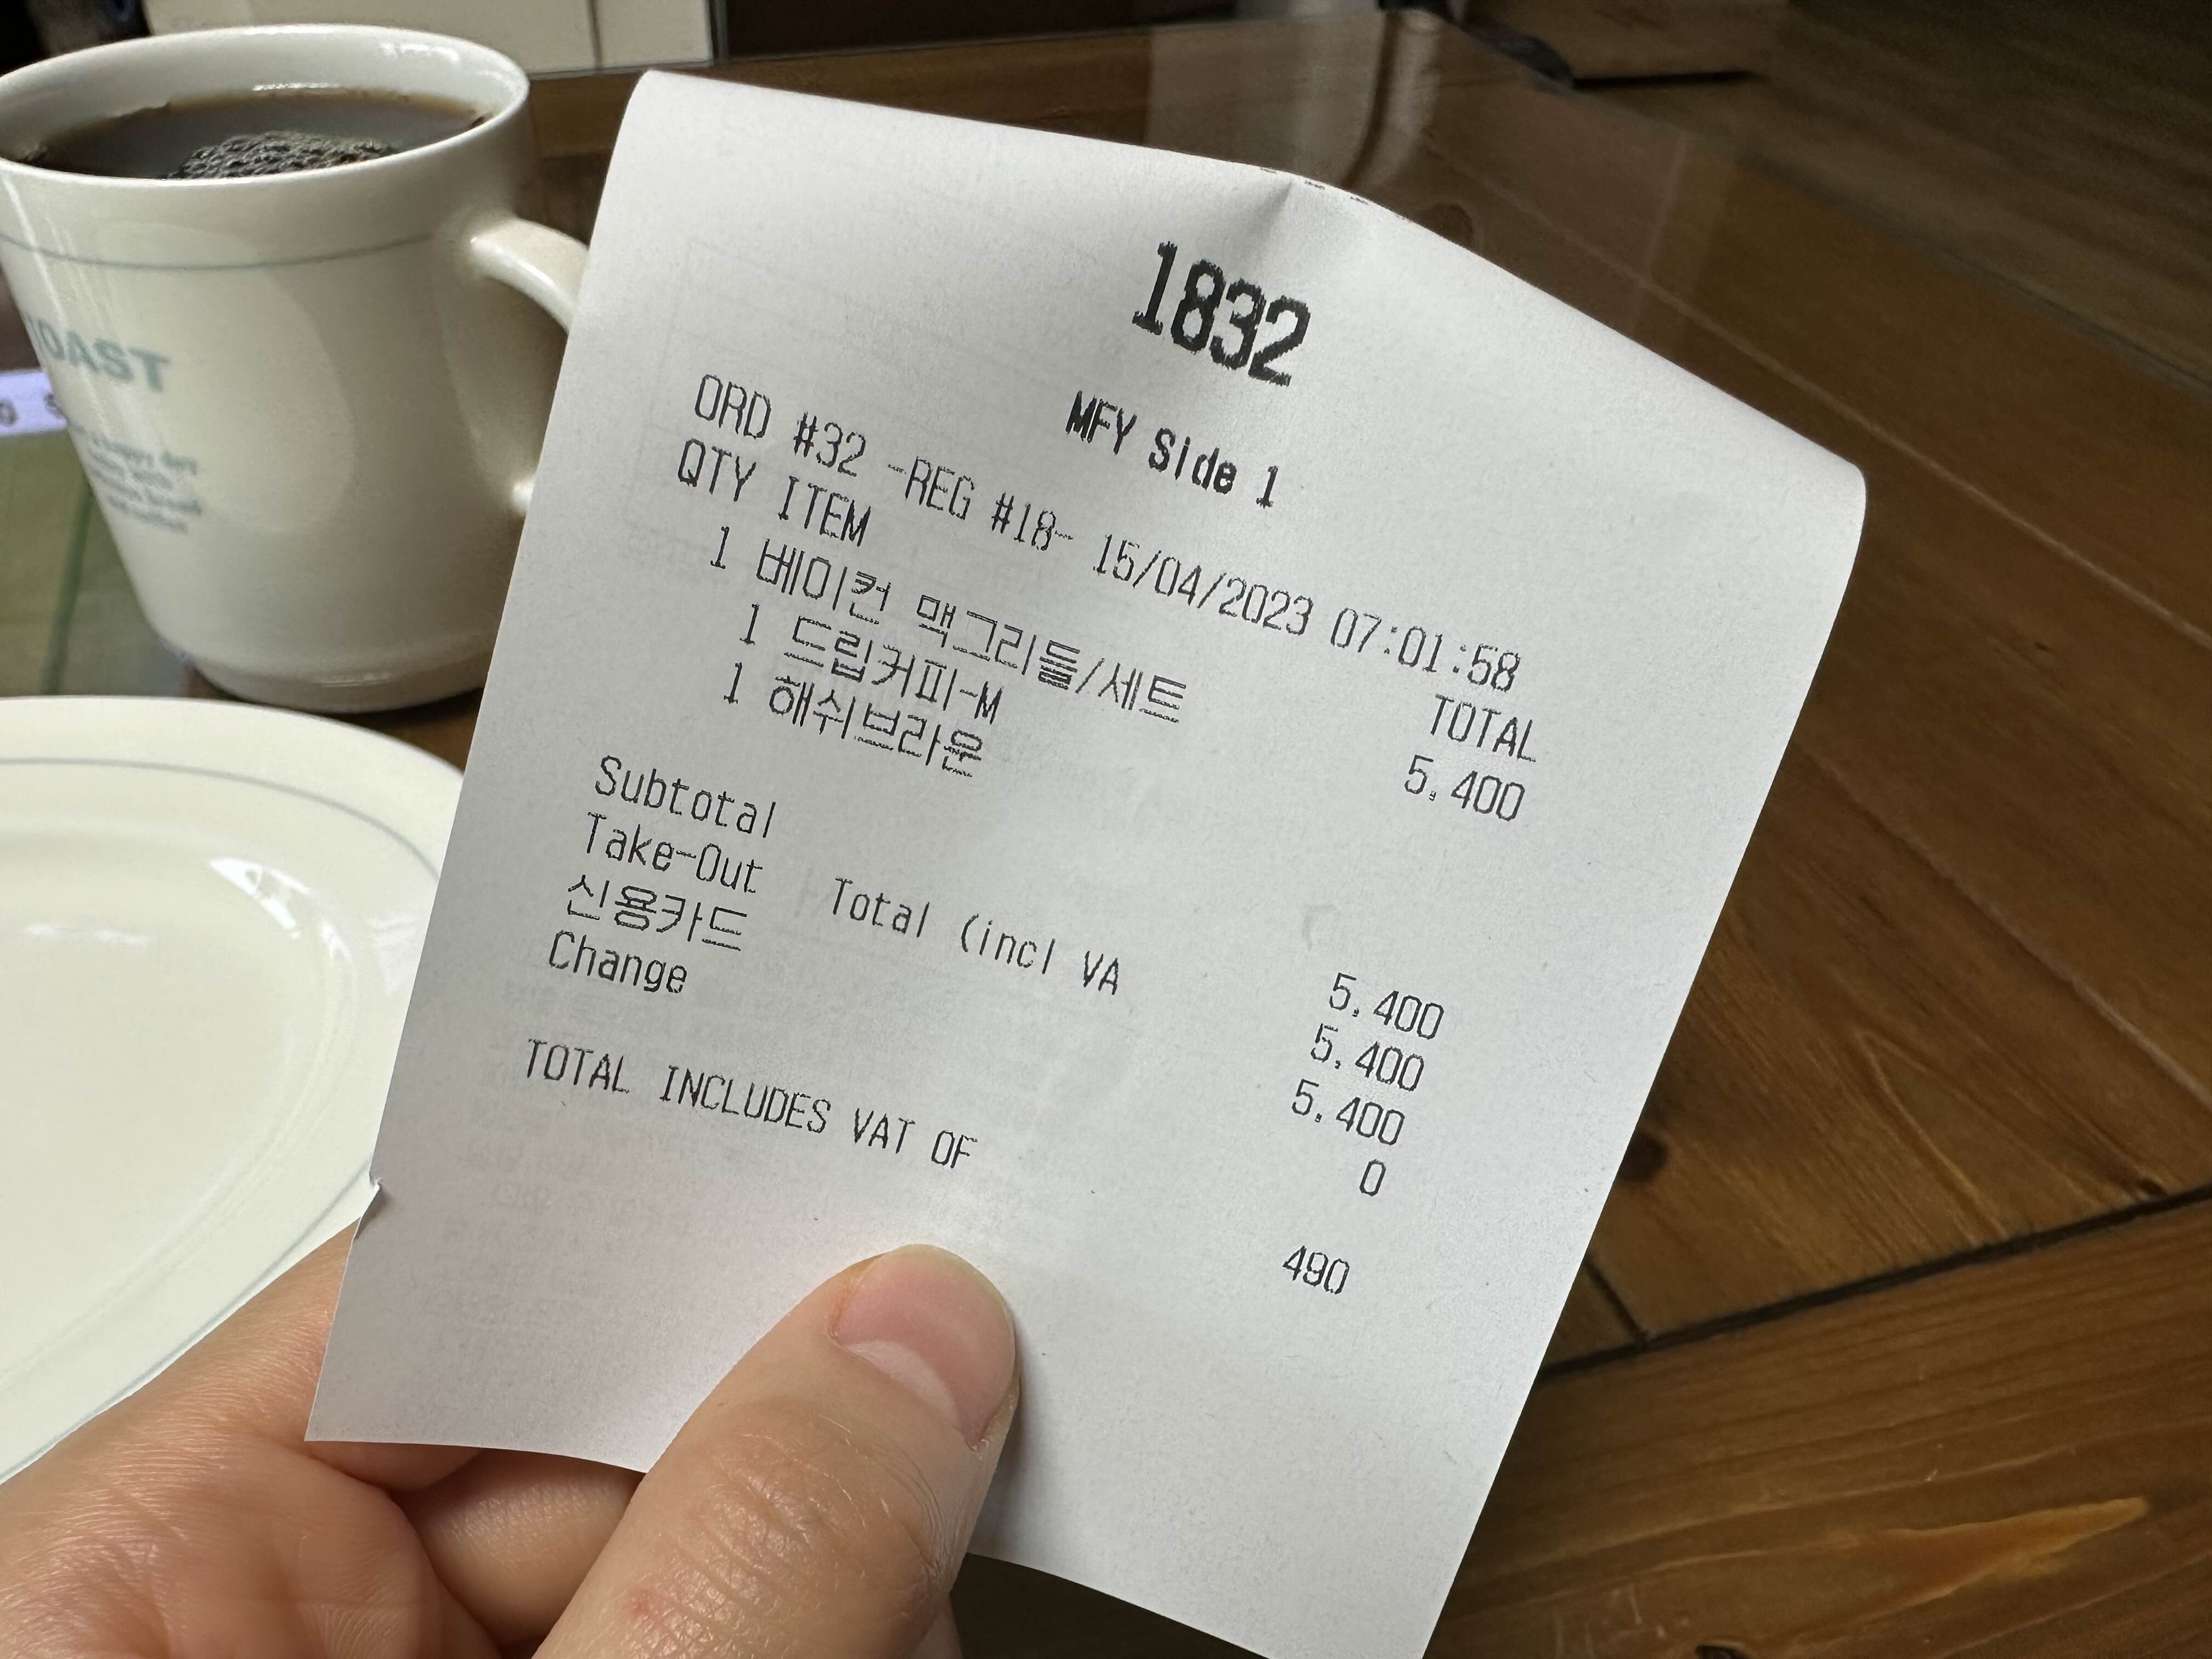 1832
MFY Side 1
ORD #32 -REG #18- 15/04/2023 07:01:58
QTY ITEM TOTAL
1 베이컨 맥그리들/세트 5,400
1 드립커피-M
1 해쉬브라운
Subtotal 5,400
Take-Out Total (incl VA 5,400
신용카드 5,400
Change 0
TOTAL INCLUDES VAT OF 490
OAST